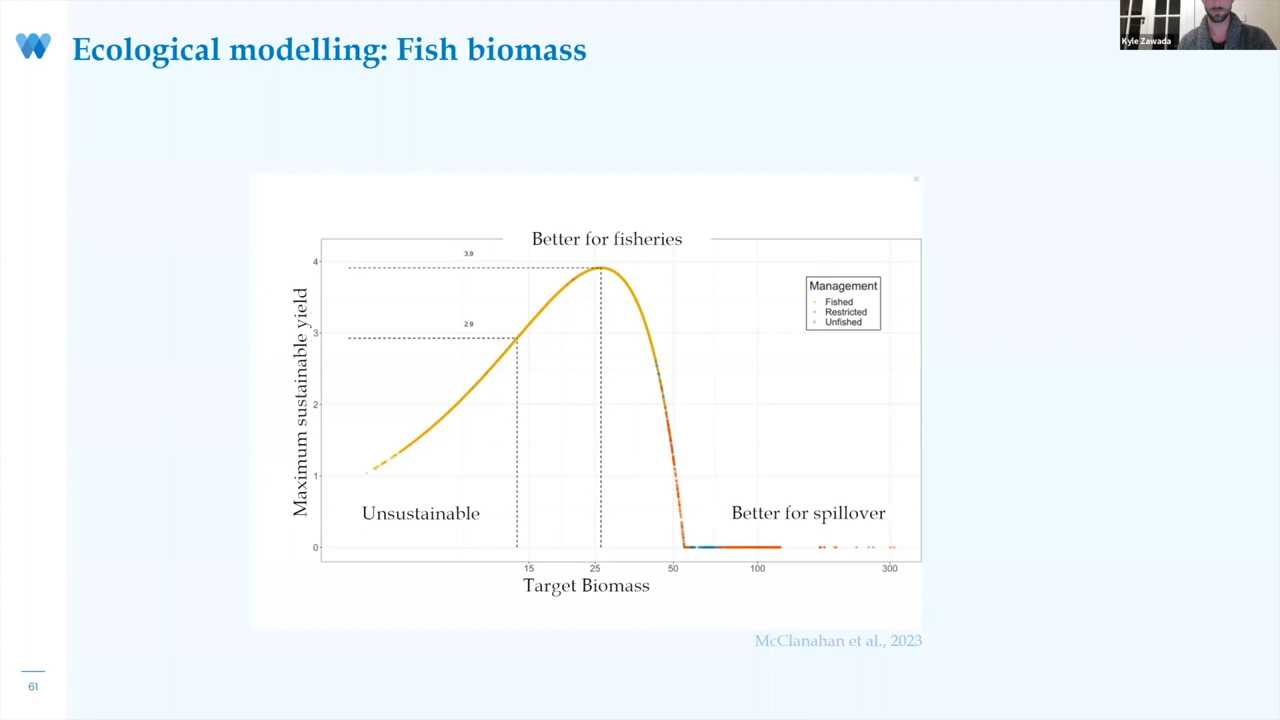 Ecological modelling: Fish biomass
Kyle Zawada
Better for fisheries
3.9
2.9
Maximum sustainable yield
4
3
2
1
0
Management
Fished
Restricted
Unfished
Unsustainable
Better for spillover
15 25 50 100 300
Target Biomass
McClanahan et al., 2023
61